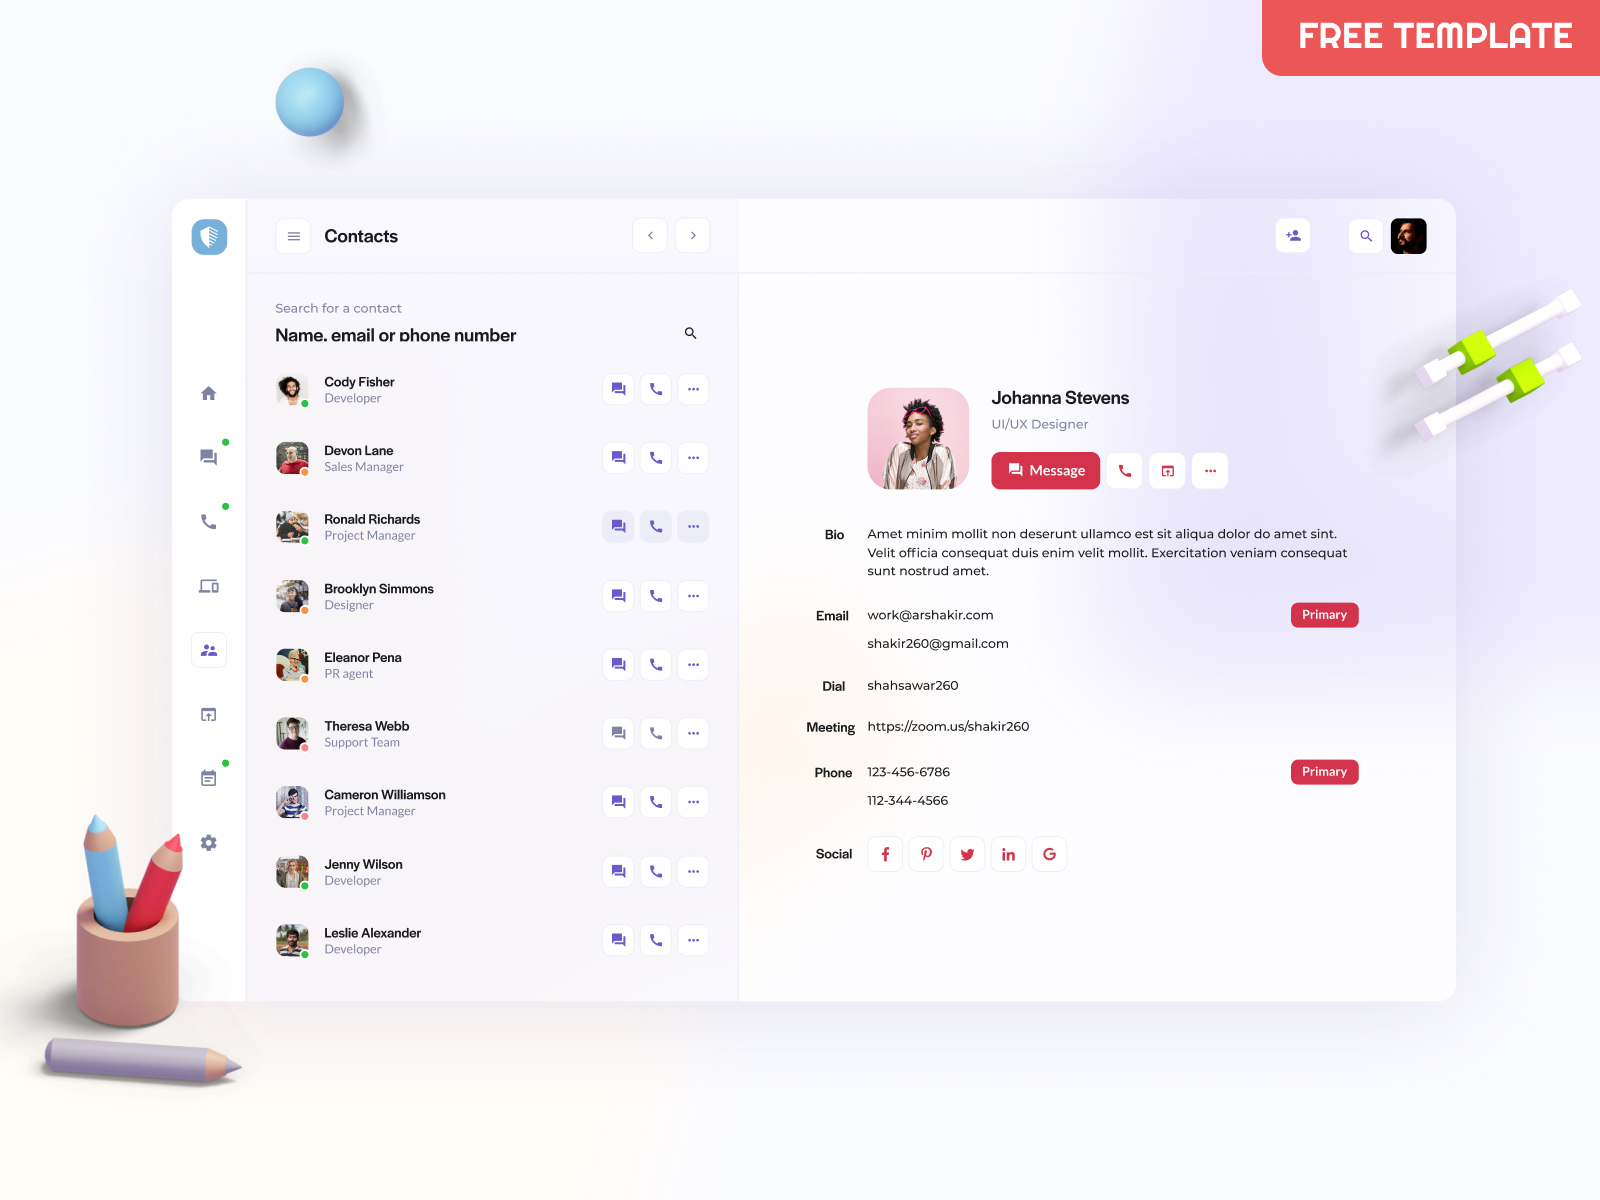 FREE TEMPLATE
Contacts
Search for a contact
Name, email or phone number
Cody Fisher
Developer
Devon Lane
Sales Manager
Ronald Richards
Project Manager
Brooklyn Simmons
Designer
Eleanor Pena
PR agent
Theresa Webb
Support Team
Cameron Williamson
Project Manager
Jenny Wilson
Developer
Leslie Alexander
Developer
Johanna Stevens
UI/UX Designer
Message
Bio
Amet minim mollit non deserunt ullamco est sit aliqua dolor do amet sint.
Velit officia consequat duis enim velit mollit. Exercitation veniam consequat
sunt nostrud amet.
Email work@arshakir.com Primary
shakir260@gmail.com
Dial shahsawar260
Meeting https://zoom.us/shakir260
Phone 123-456-6786 Primary
112-344-4566
Social